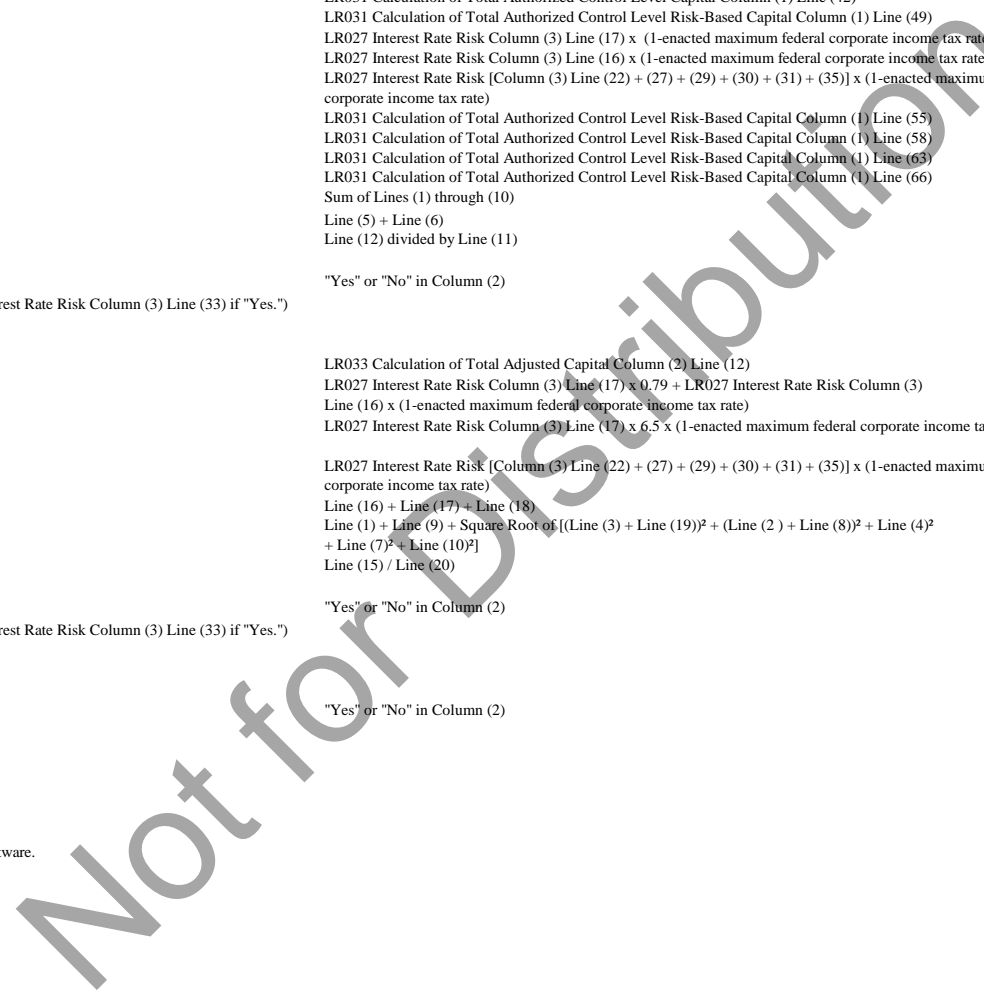 LR031 Calculation of Total Authorized Control Level Risk-Based Capital Column (1) Line (49)
LR027 Interest Rate Risk Column (3) Line (17) x (1-enacted maximum federal corporate income tax rate
LR027 Interest Rate Risk Column (3) Line (16) x (1-enacted maximum federal corporate income tax rate
LR027 Interest Rate Risk [Column (3) Line (22) + (27) + (29) + (30) + (31) + (35)] x (1-enacted maximu
corporate income tax rate)
LR031 Calculation of Total Authorized Control Level Risk-Based Capital Column (1) Line (55)
LR031 Calculation of Total Authorized Control Level Risk-Based Capital Column (1) Line (58)
LR031 Calculation of Total Authorized Control Level Risk-Based Capital Column (1) Line (63)
LR031 Calculation of Total Authorized Control Level Risk-Based Capital Column (1) Line (66)
Sum of Lines (1) through (10)
Line (5) + Line (6)
Line (12) divided by Line (11)
"Yes" or "No" in Column (2)
rest Rate Risk Column (3) Line (33) if "Yes.")
LR033 Calculation of Total Adjusted Capital Column (2) Line (12)
LR027 Interest Rate Risk Column (3) Line (17) x 0.79 + LR027 Interest Rate Risk Column (3)
Line (16) x (1-enacted maximum federal corporate income tax rate)
LR027 Interest Rate Risk Column (3) Line (17) x 6.5 x (1-enacted maximum federal corporate income ta
LR027 Interest Rate Risk [Column (3) Line (22) + (27) + (29) + (30) + (31) + (35)] x (1-enacted maximu
corporate income tax rate)
Line (16) + Line (17) + Line (18)
Line (1) + Line (9) + Square Root of [(Line (3) + Line (19))² + (Line (2 ) + Line (8))² + Line (4)²
+ Line (7)² + Line (10)²]
Line (15) / Line (20)
"Yes" or "No" in Column (2)
rest Rate Risk Column (3) Line (33) if "Yes.")
"Yes" or "No" in Column (2)
tware.
Not for Distribution